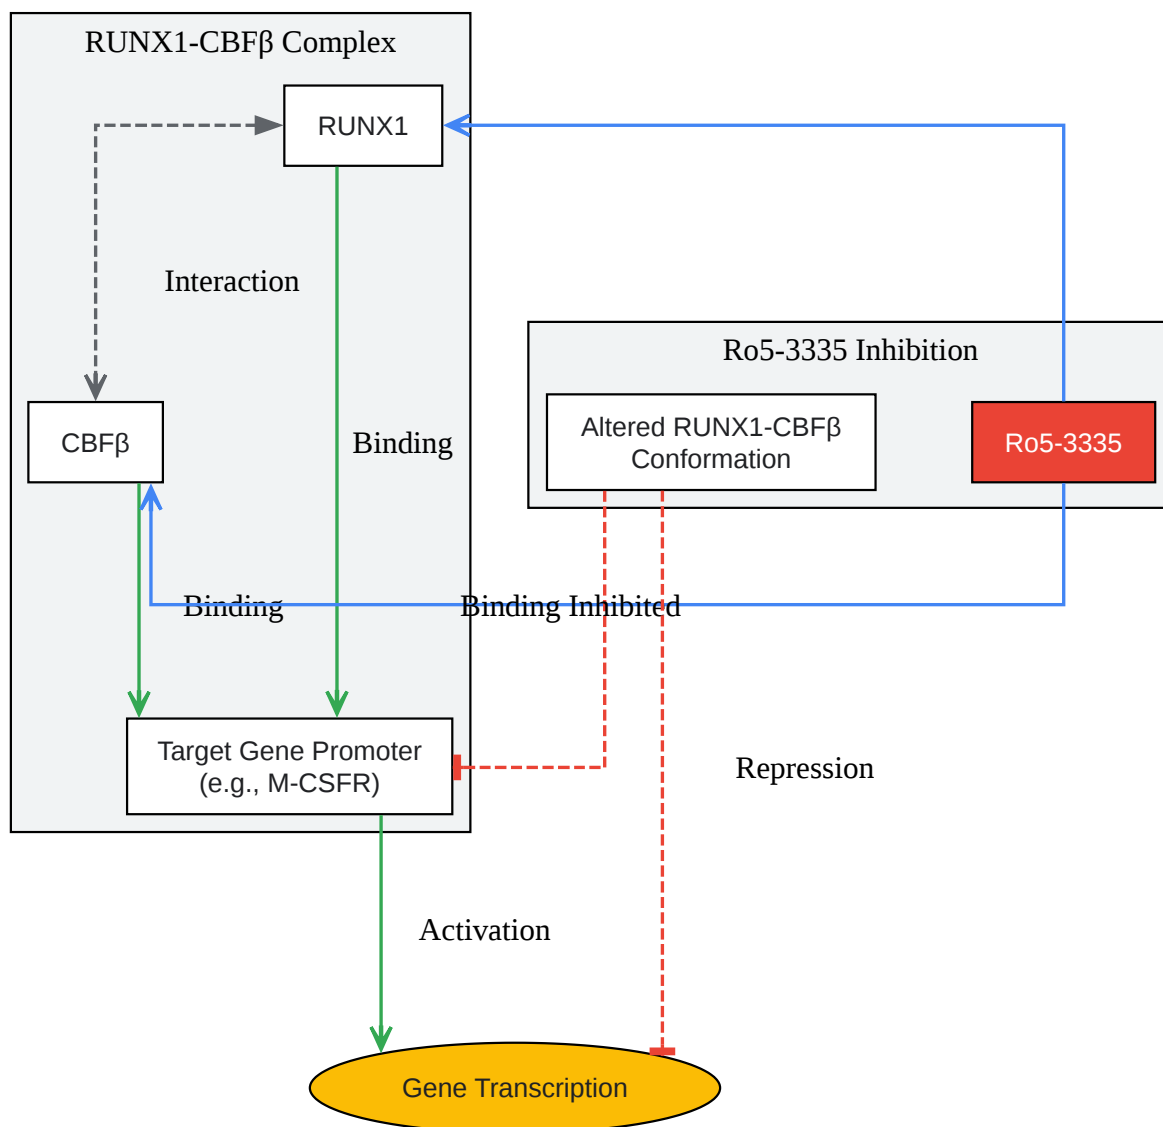 RUNX1-CBFβ Complex
RUNX1
Interaction
Ro5-3335 Inhibition
CBFβ
Binding
Altered RUNX1-CBFβ
Conformation
Ro5-3335
Binding
Binding Inhibited
Target Gene Promoter
(e.g., M-CSFR)
Repression
Activation
Gene Transcription